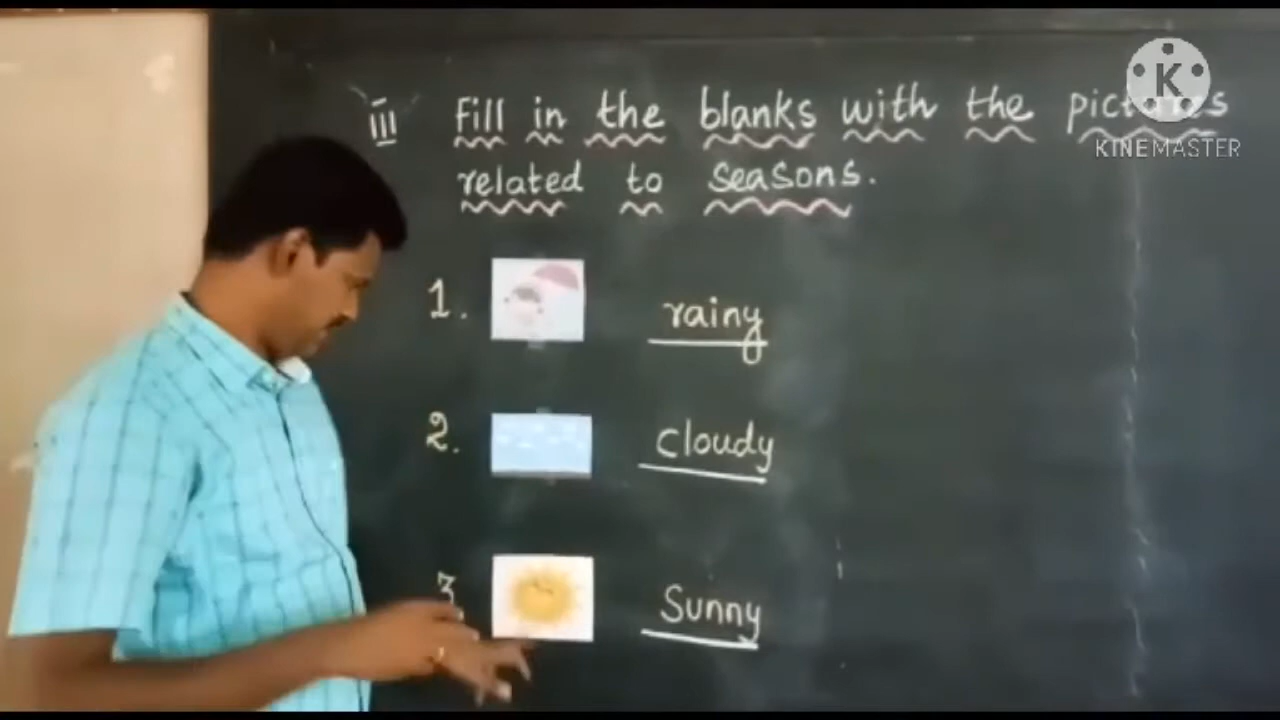 III Fill in the blanks with the pictures
related to seasons.
1. rainy
2. cloudy
3. Sunny
K
KINEMASTER